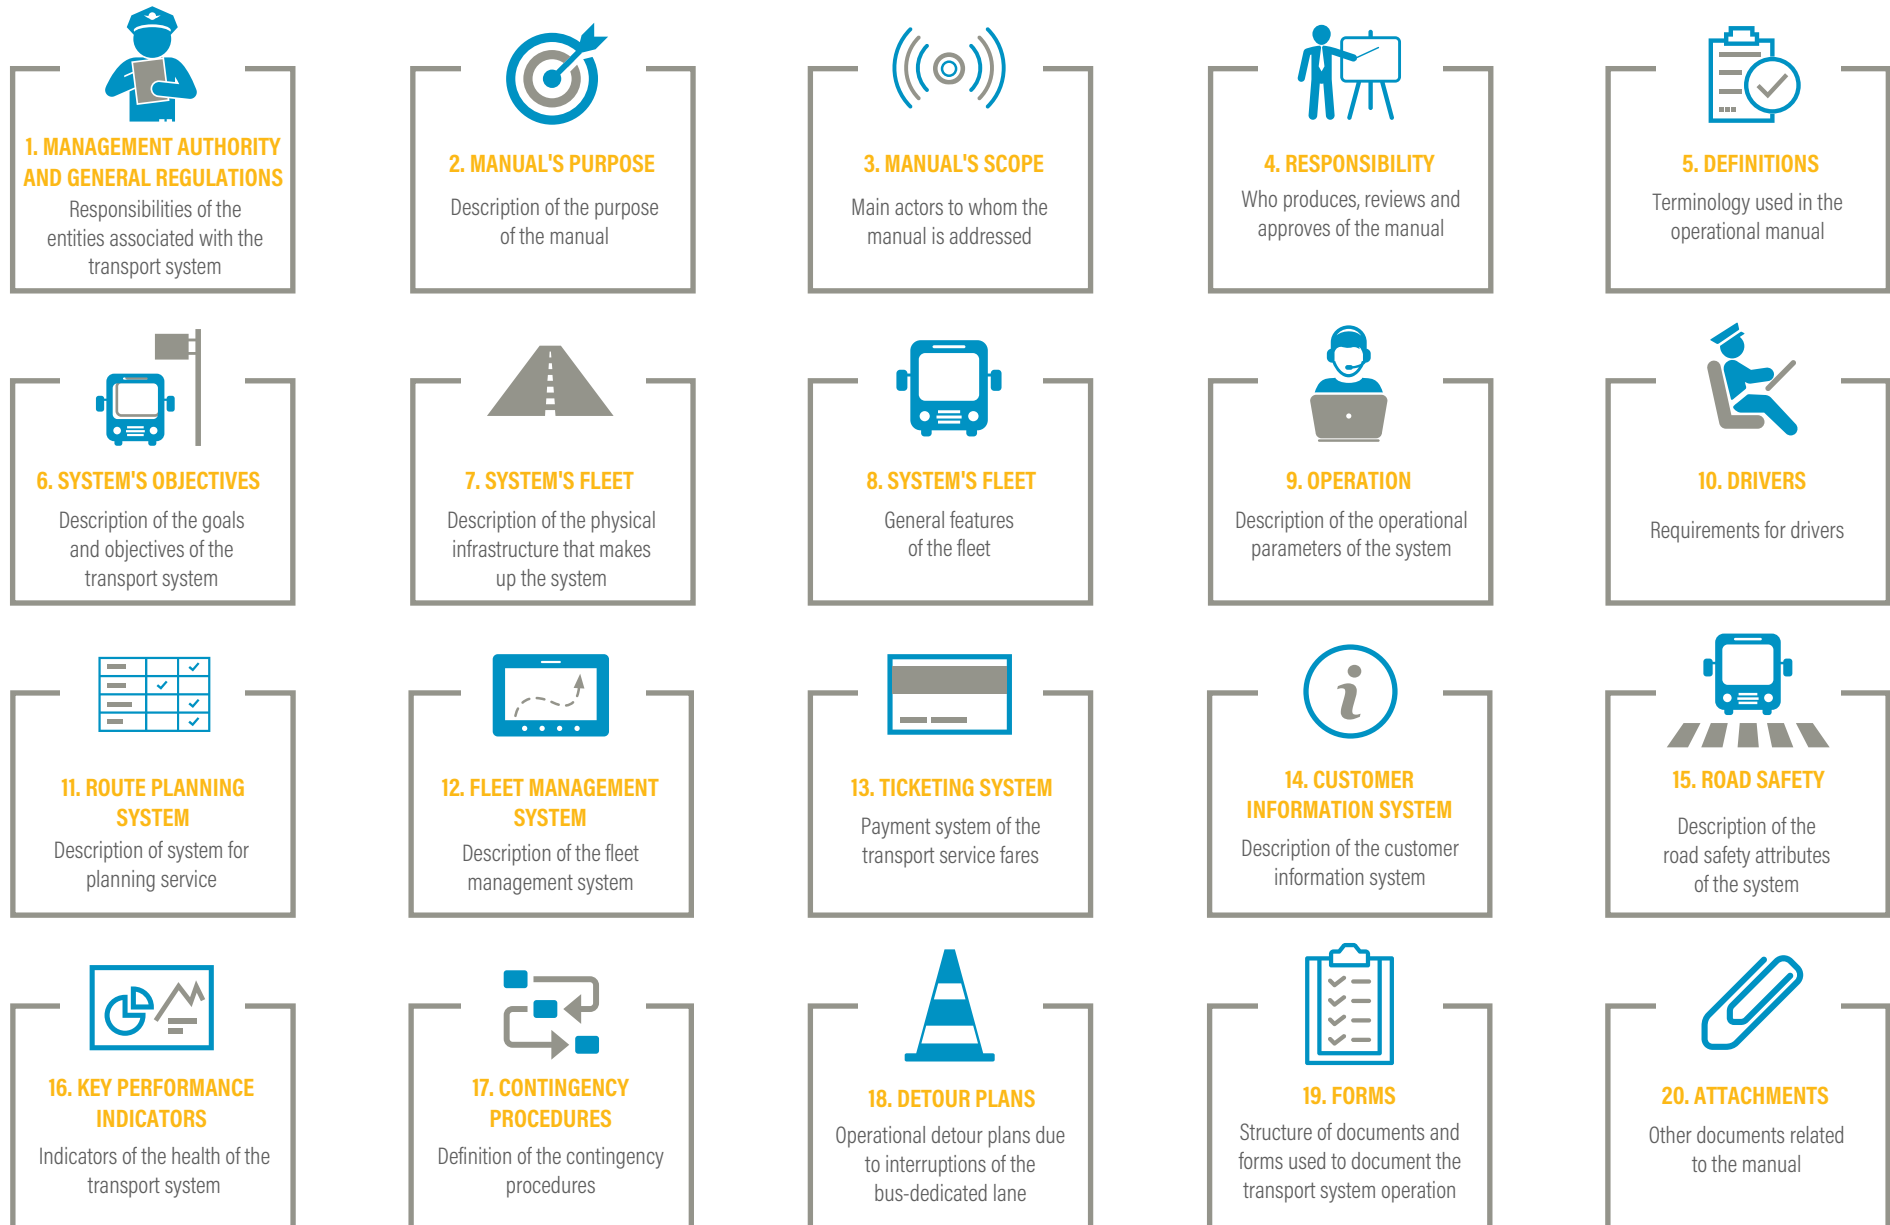 1. MANAGEMENT AUTHORITY
AND GENERAL REGULATIONS
Responsibilities of the
entities associated with the
transport system
2. MANUAL'S PURPOSE
Description of the purpose
of the manual
3. MANUAL'S SCOPE
Main actors to whom the
manual is addressed
4. RESPONSIBILITY
Who produces, reviews and
approves of the manual
5. DEFINITIONS
Terminology used in the
operational manual
6. SYSTEM'S OBJECTIVES
Description of the goals
and objectives of the
transport system
7. SYSTEM'S FLEET
Description of the physical
infrastructure that makes
up the system
8. SYSTEM'S FLEET
General features
of the fleet
9. OPERATION
Description of the operational
parameters of the system
10. DRIVERS
Requirements for drivers
11. ROUTE PLANNING
SYSTEM
Description of system for
planning service
12. FLEET MANAGEMENT
SYSTEM
Description of the fleet
management system
13. TICKETING SYSTEM
Payment system of the
transport service fares
14. CUSTOMER
INFORMATION SYSTEM
Description of the customer
information system
15. ROAD SAFETY
Description of the
road safety attributes
of the system
16. KEY PERFORMANCE
INDICATORS
Indicators of the health of the
transport system
17. CONTINGENCY
PROCEDURES
Definition of the contingency
procedures
18. DETOUR PLANS
Operational detour plans due
to interruptions of the
bus-dedicated lane
19. FORMS
Structure of documents and
forms used to document the
transport system operation
20. ATTACHMENTS
Other documents related
to the manual